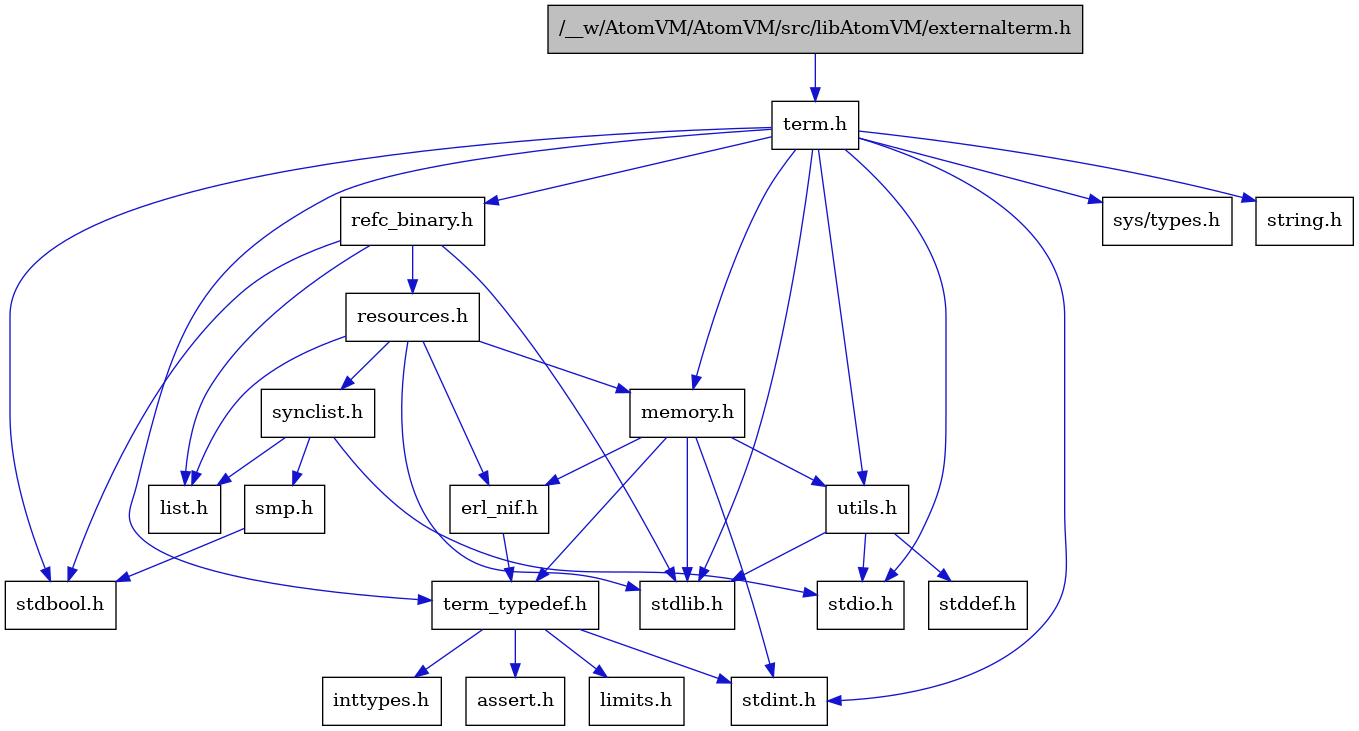 /__w/AtomVM/AtomVM/src/libAtomVM/externalterm.h
term.h
refc_binary.h
sys/types.h
string.h
resources.h
synclist.h
memory.h
list.h
smp.h
erl_nif.h
utils.h
stdbool.h
term_typedef.h
stdlib.h
stdio.h
stddef.h
inttypes.h
assert.h
limits.h
stdint.h